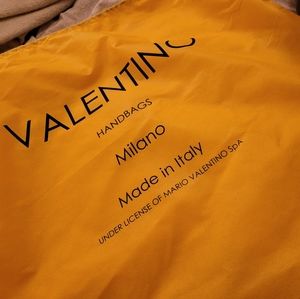 VALENTINO
HANDBAGS
Milano
Made in Italy
UNDER LICENSE OF MARIO VALENTINO SpA